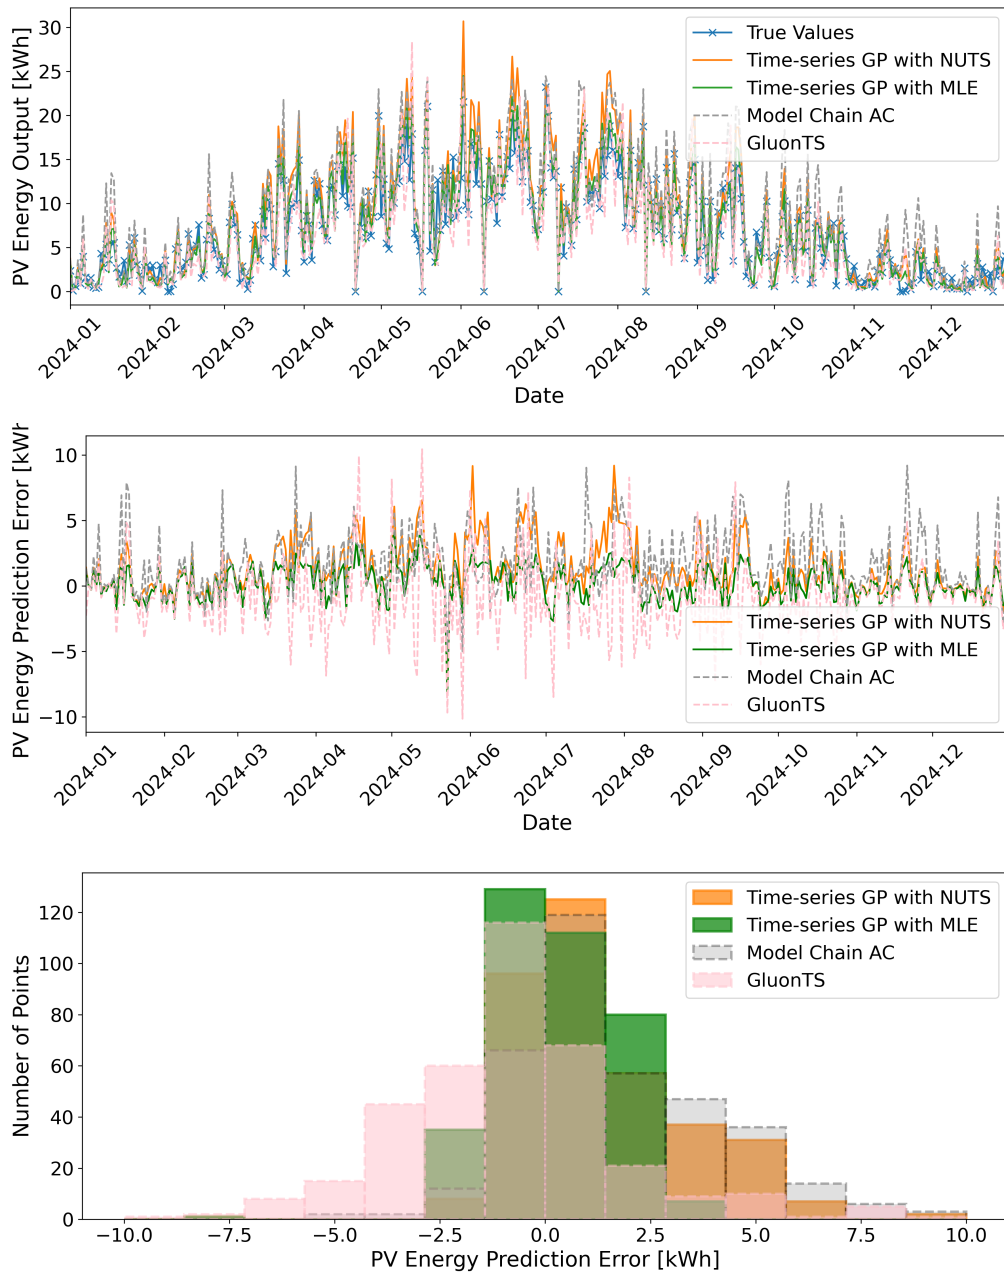 PV Energy Output [kWh]
30
25
20
15
10
5
0
True Values
Time-series GP with NUTS
Time-series GP with MLE
Model Chain AC
GluonTS
2024-01
2024-02
2024-03
2024-04
2024-05
2024-06
2024-07
2024-08
2024-09
2024-10
2024-11
2024-12
Date
PV Energy Prediction Error [kWh
10
5
0
−5
−10
Time-series GP with NUTS
Time-series GP with MLE
Model Chain AC
GluonTS
2024-01
2024-02
2024-03
2024-04
2024-05
2024-06
2024-07
2024-08
2024-09
2024-10
2024-11
2024-12
Date
Number of Points
120
100
80
60
40
20
0
Time-series GP with NUTS
Time-series GP with MLE
Model Chain AC
GluonTS
−10.0
−7.5
−5.0
−2.5
0.0
2.5
5.0
7.5
10.0
PV Energy Prediction Error [kWh]